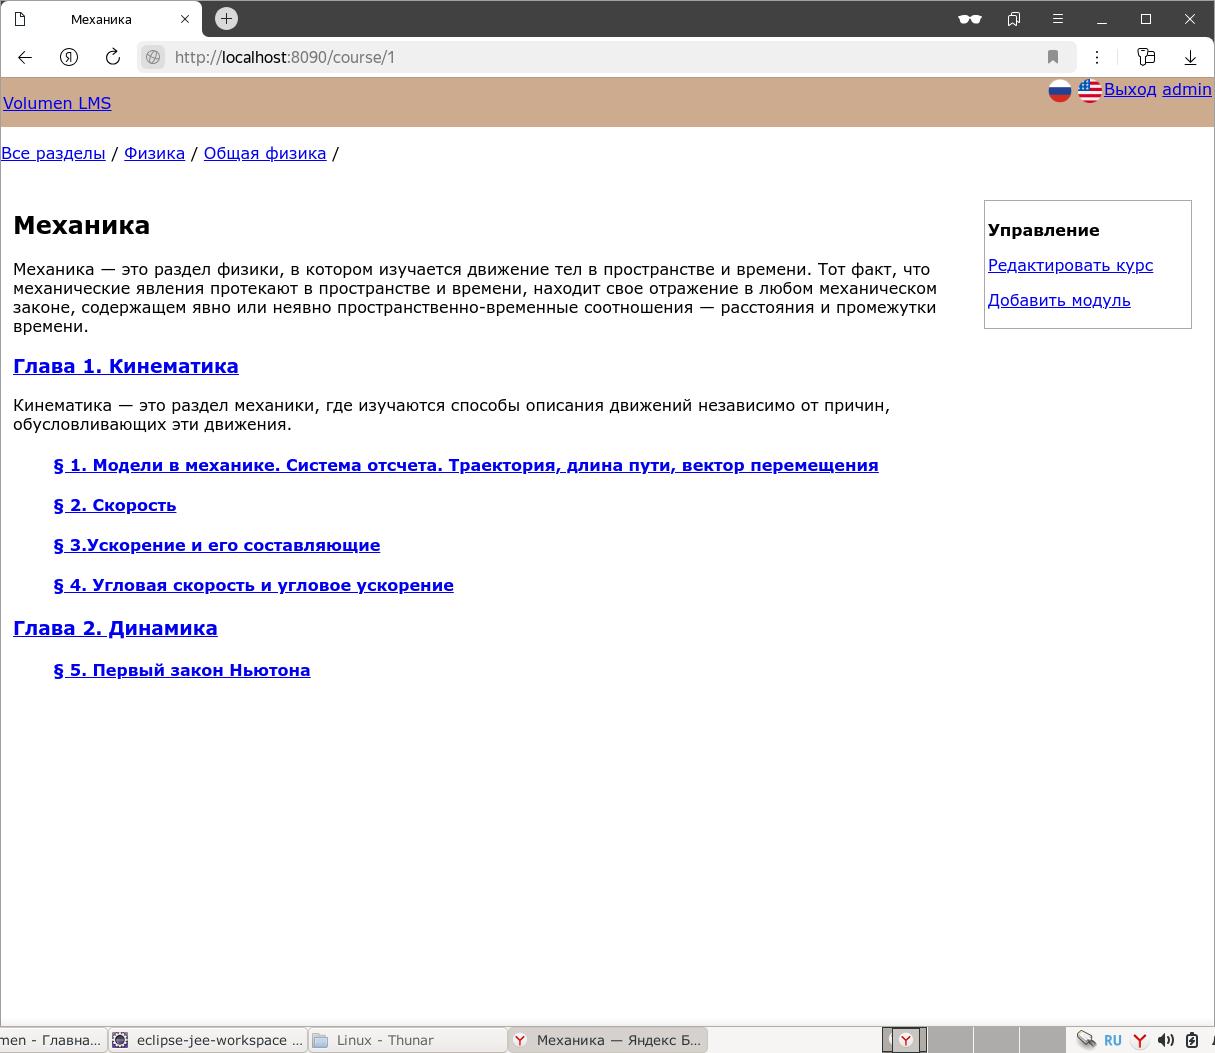 Механика
http://localhost:8090/course/1
Volumen LMS
Выход admin
Все разделы / Физика / Общая физика /
Механика
Механика — это раздел физики, в котором изучается движение тел в пространстве и времени. Тот факт, что
механические явления протекают в пространстве и времени, находит свое отражение в любом механическом
законе, содержащем явно или неявно пространственно-временные соотношения — расстояния и промежутки
времени.
Глава 1. Кинематика
Кинематика — это раздел механики, где изучаются способы описания движений независимо от причин,
обусловливающих эти движения.
§ 1. Модели в механике. Система отсчета. Траектория, длина пути, вектор перемещения
§ 2. Скорость
§ 3.Ускорение и его составляющие
§ 4. Угловая скорость и угловое ускорение
Глава 2. Динамика
§ 5. Первый закон Ньютона
Управление
Редактировать курс
Добавить модуль
men - Главна... eclipse-jee-workspace ... Linux - Thunar Механика — Яндекс Б... RU